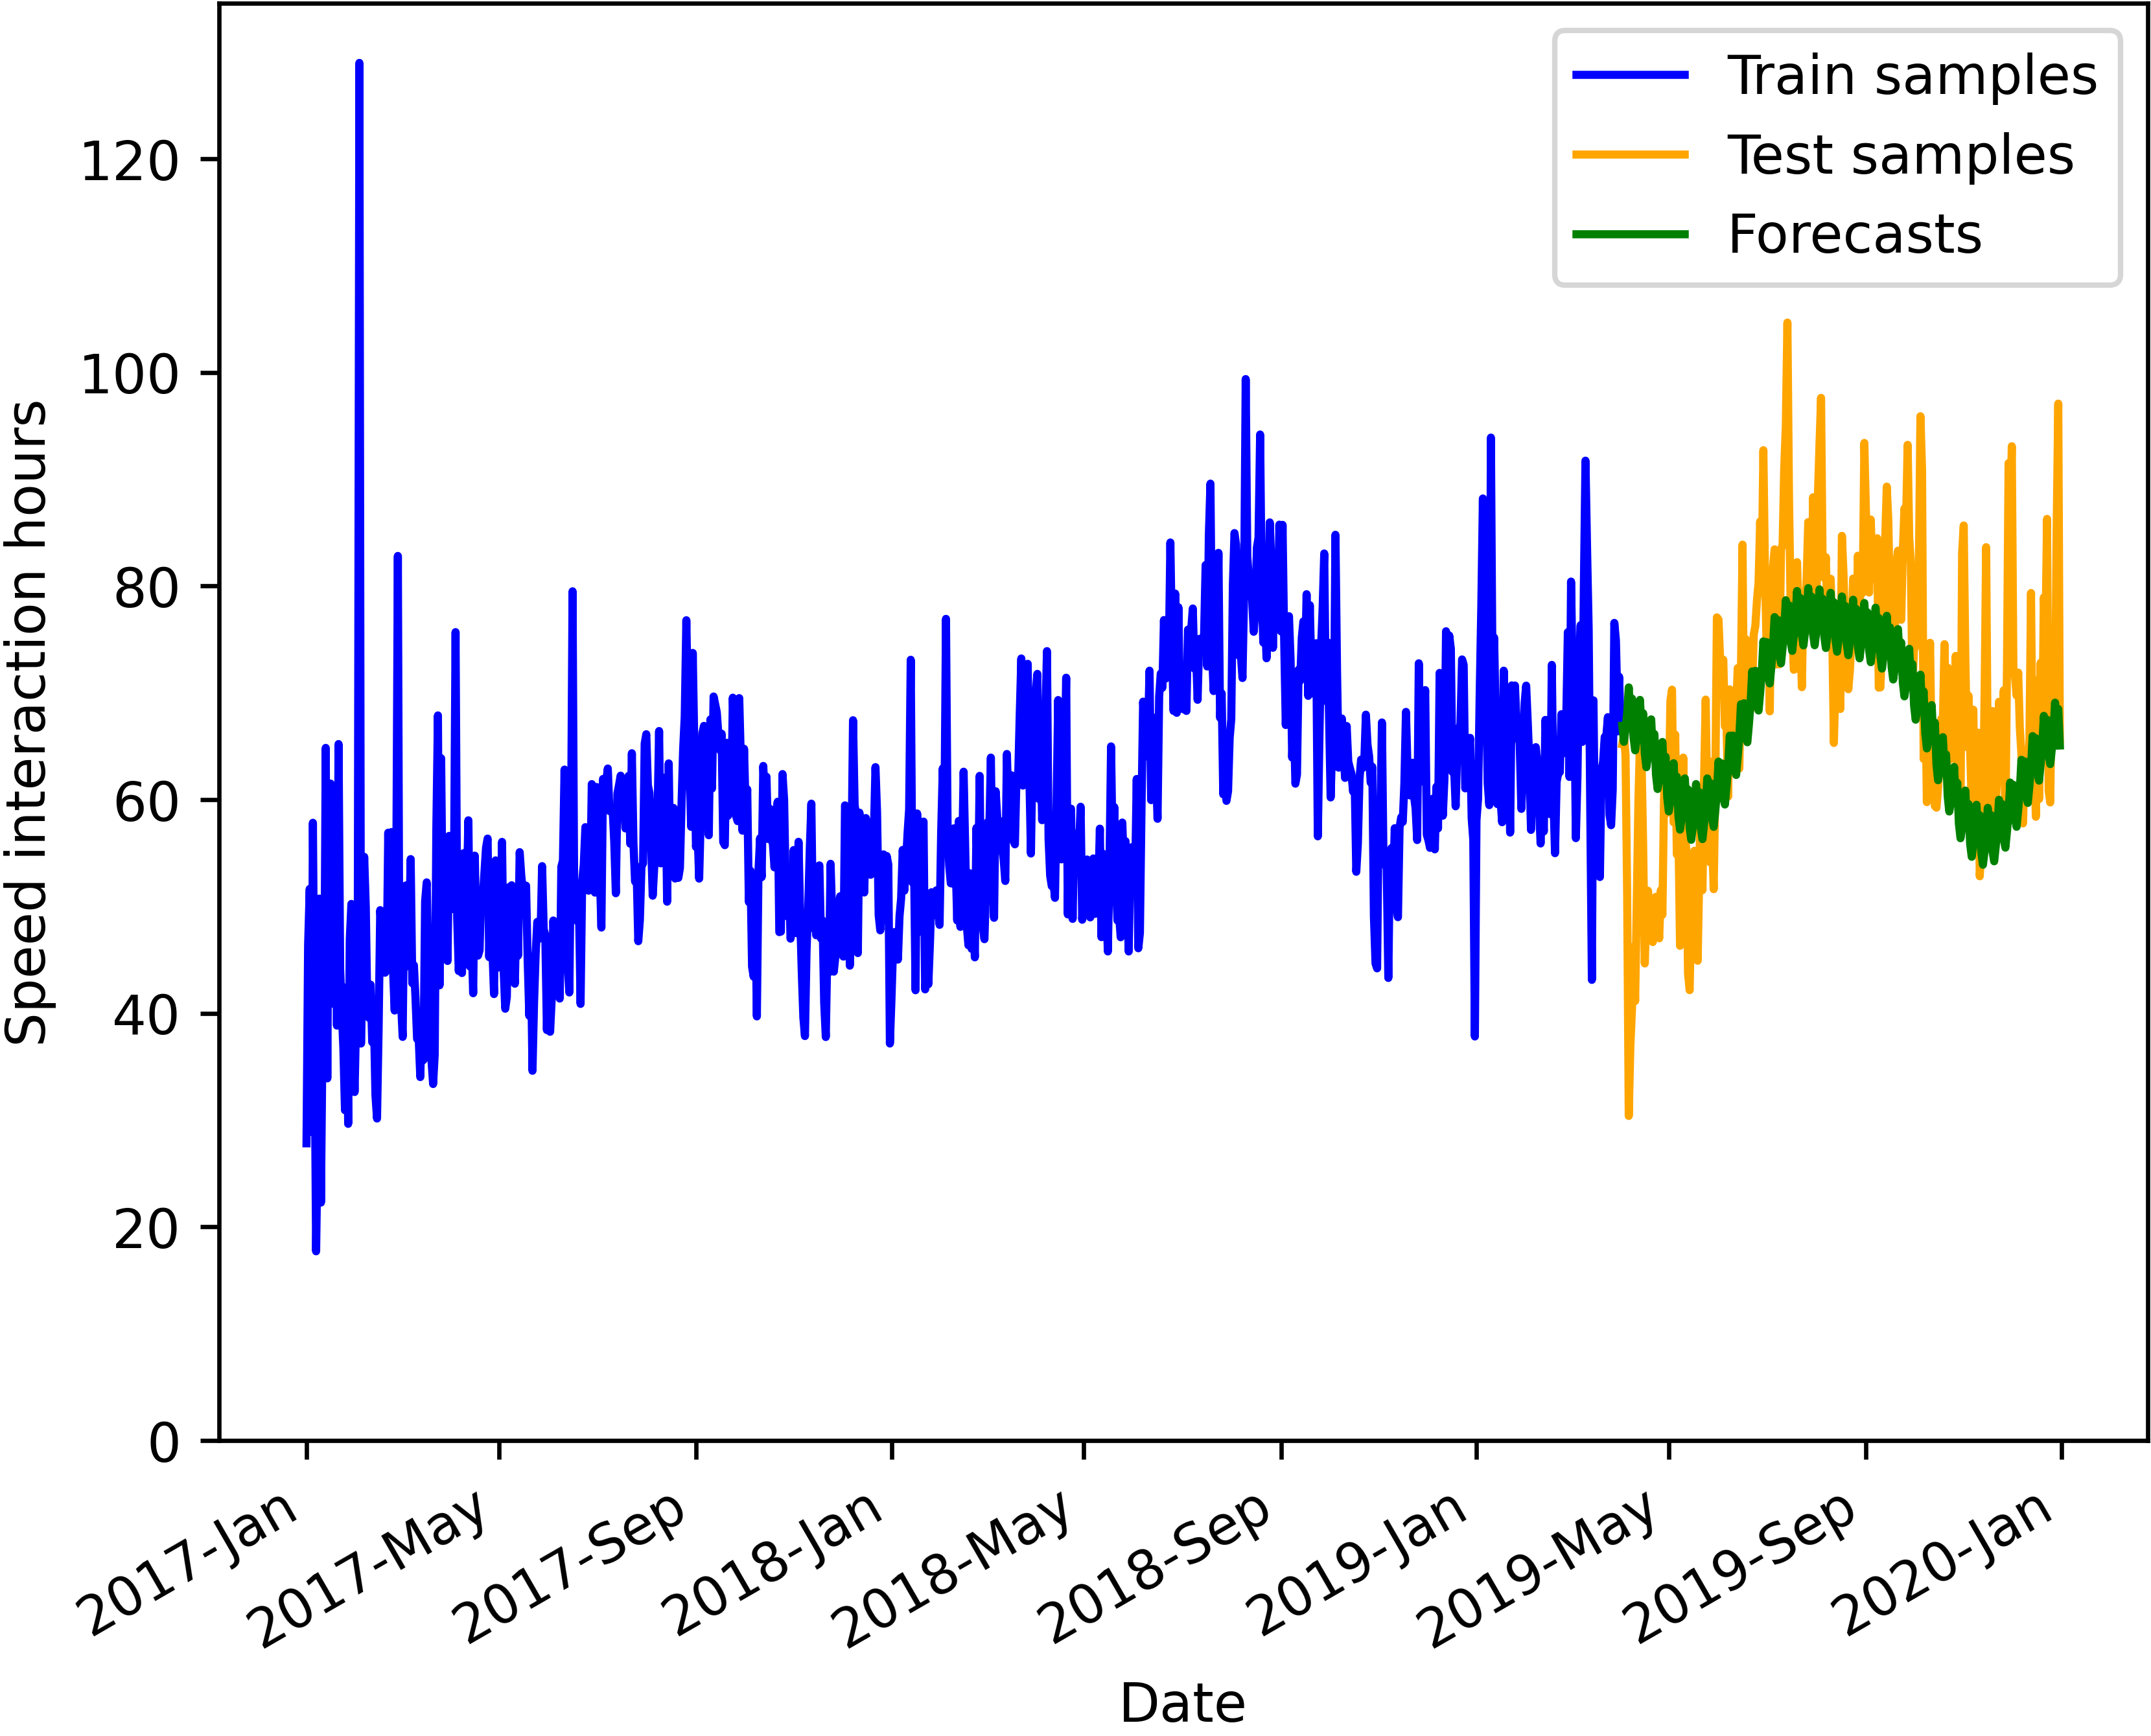 Train samples
Test samples
Forecasts
Speed interaction hours
120
100
80
60
40
20
0
2017-Jan
2017-May
2017-Sep
2018-Jan
2018-May
2018-Sep
2019-Jan
2019-May
2019-Sep
2020-Jan
Date